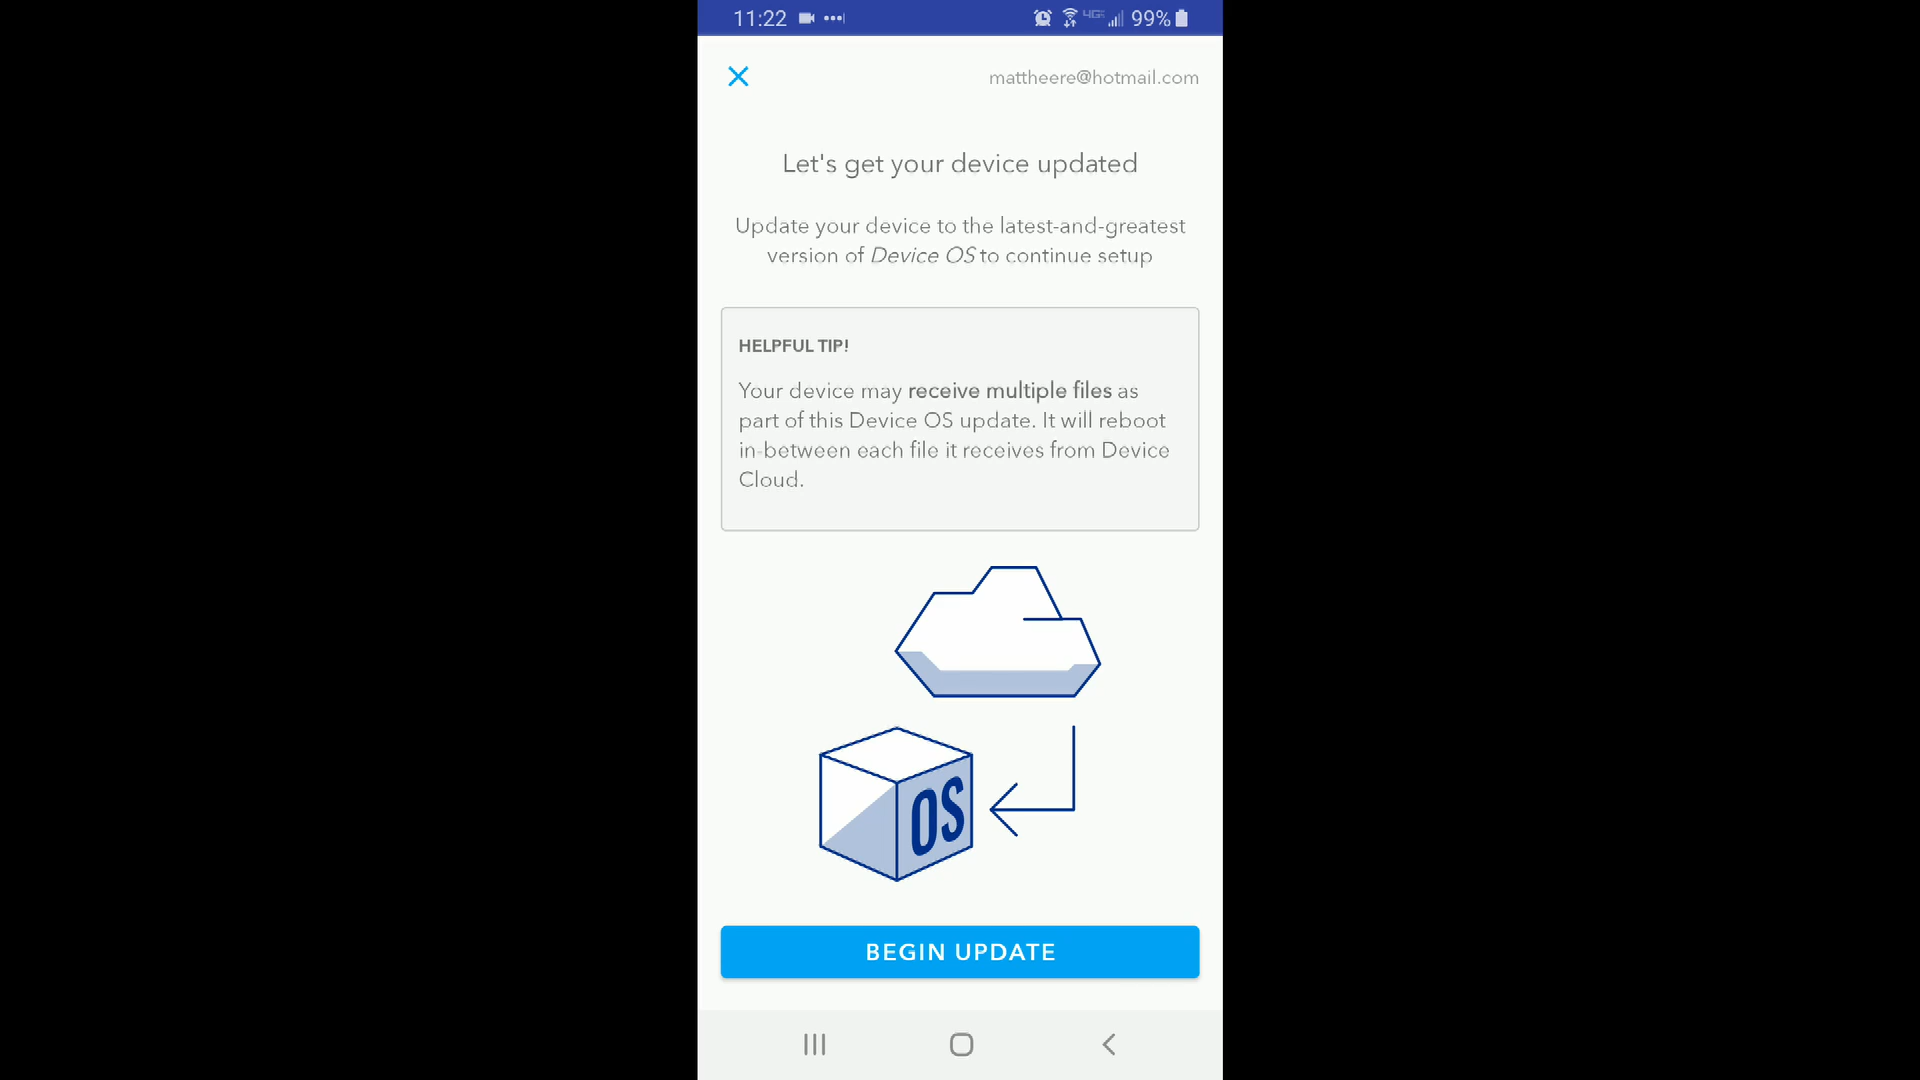 11:22
99%
mattheere@hotmail.com
Let's get your device updated
Update your device to the latest-and-greatest
version of Device OS to continue setup
HELPFUL TIP!
Your device may receive multiple files as
part of this Device OS update. It will reboot
in-between each file it receives from Device
Cloud.
OS
BEGIN UPDATE